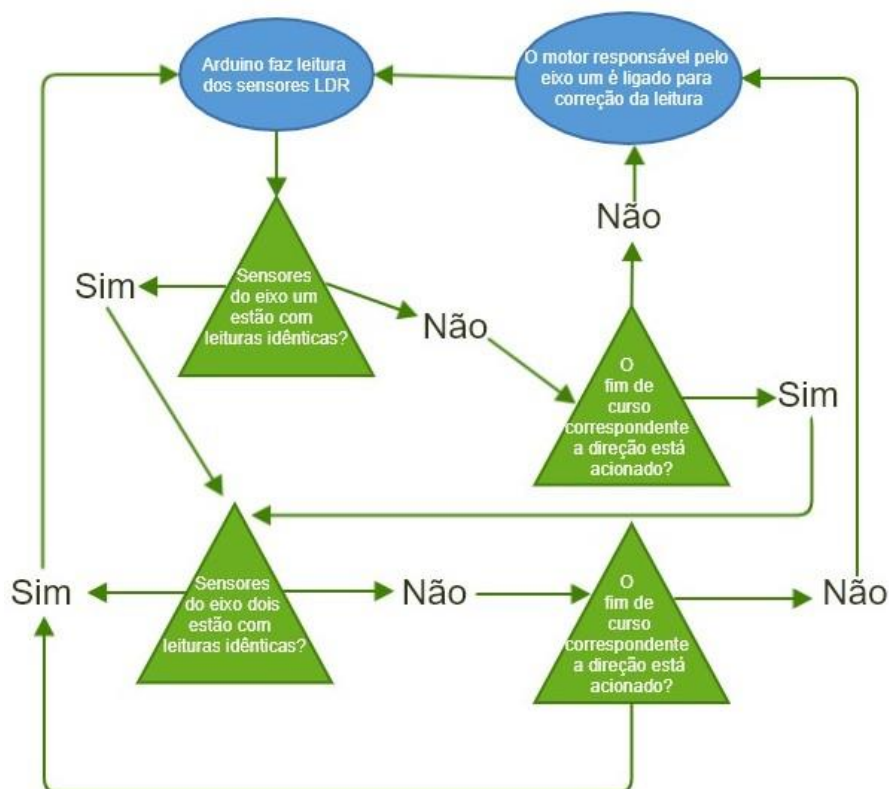 Arduino faz leitura
dos sensores LDR
O motor responsável pelo
eixo um é ligado para
correção da leitura
Não
Sim
Sensores
do eixo um
estão com
leituras idênticas?
Não
O
fim de
curso
correspondente
a direção está
acionado?
Sim
Sim
Sensores
do eixo dois
estão com
leituras idênticas?
Não
O
fim de
curso
correspondente
a direção está
acionado?
Não